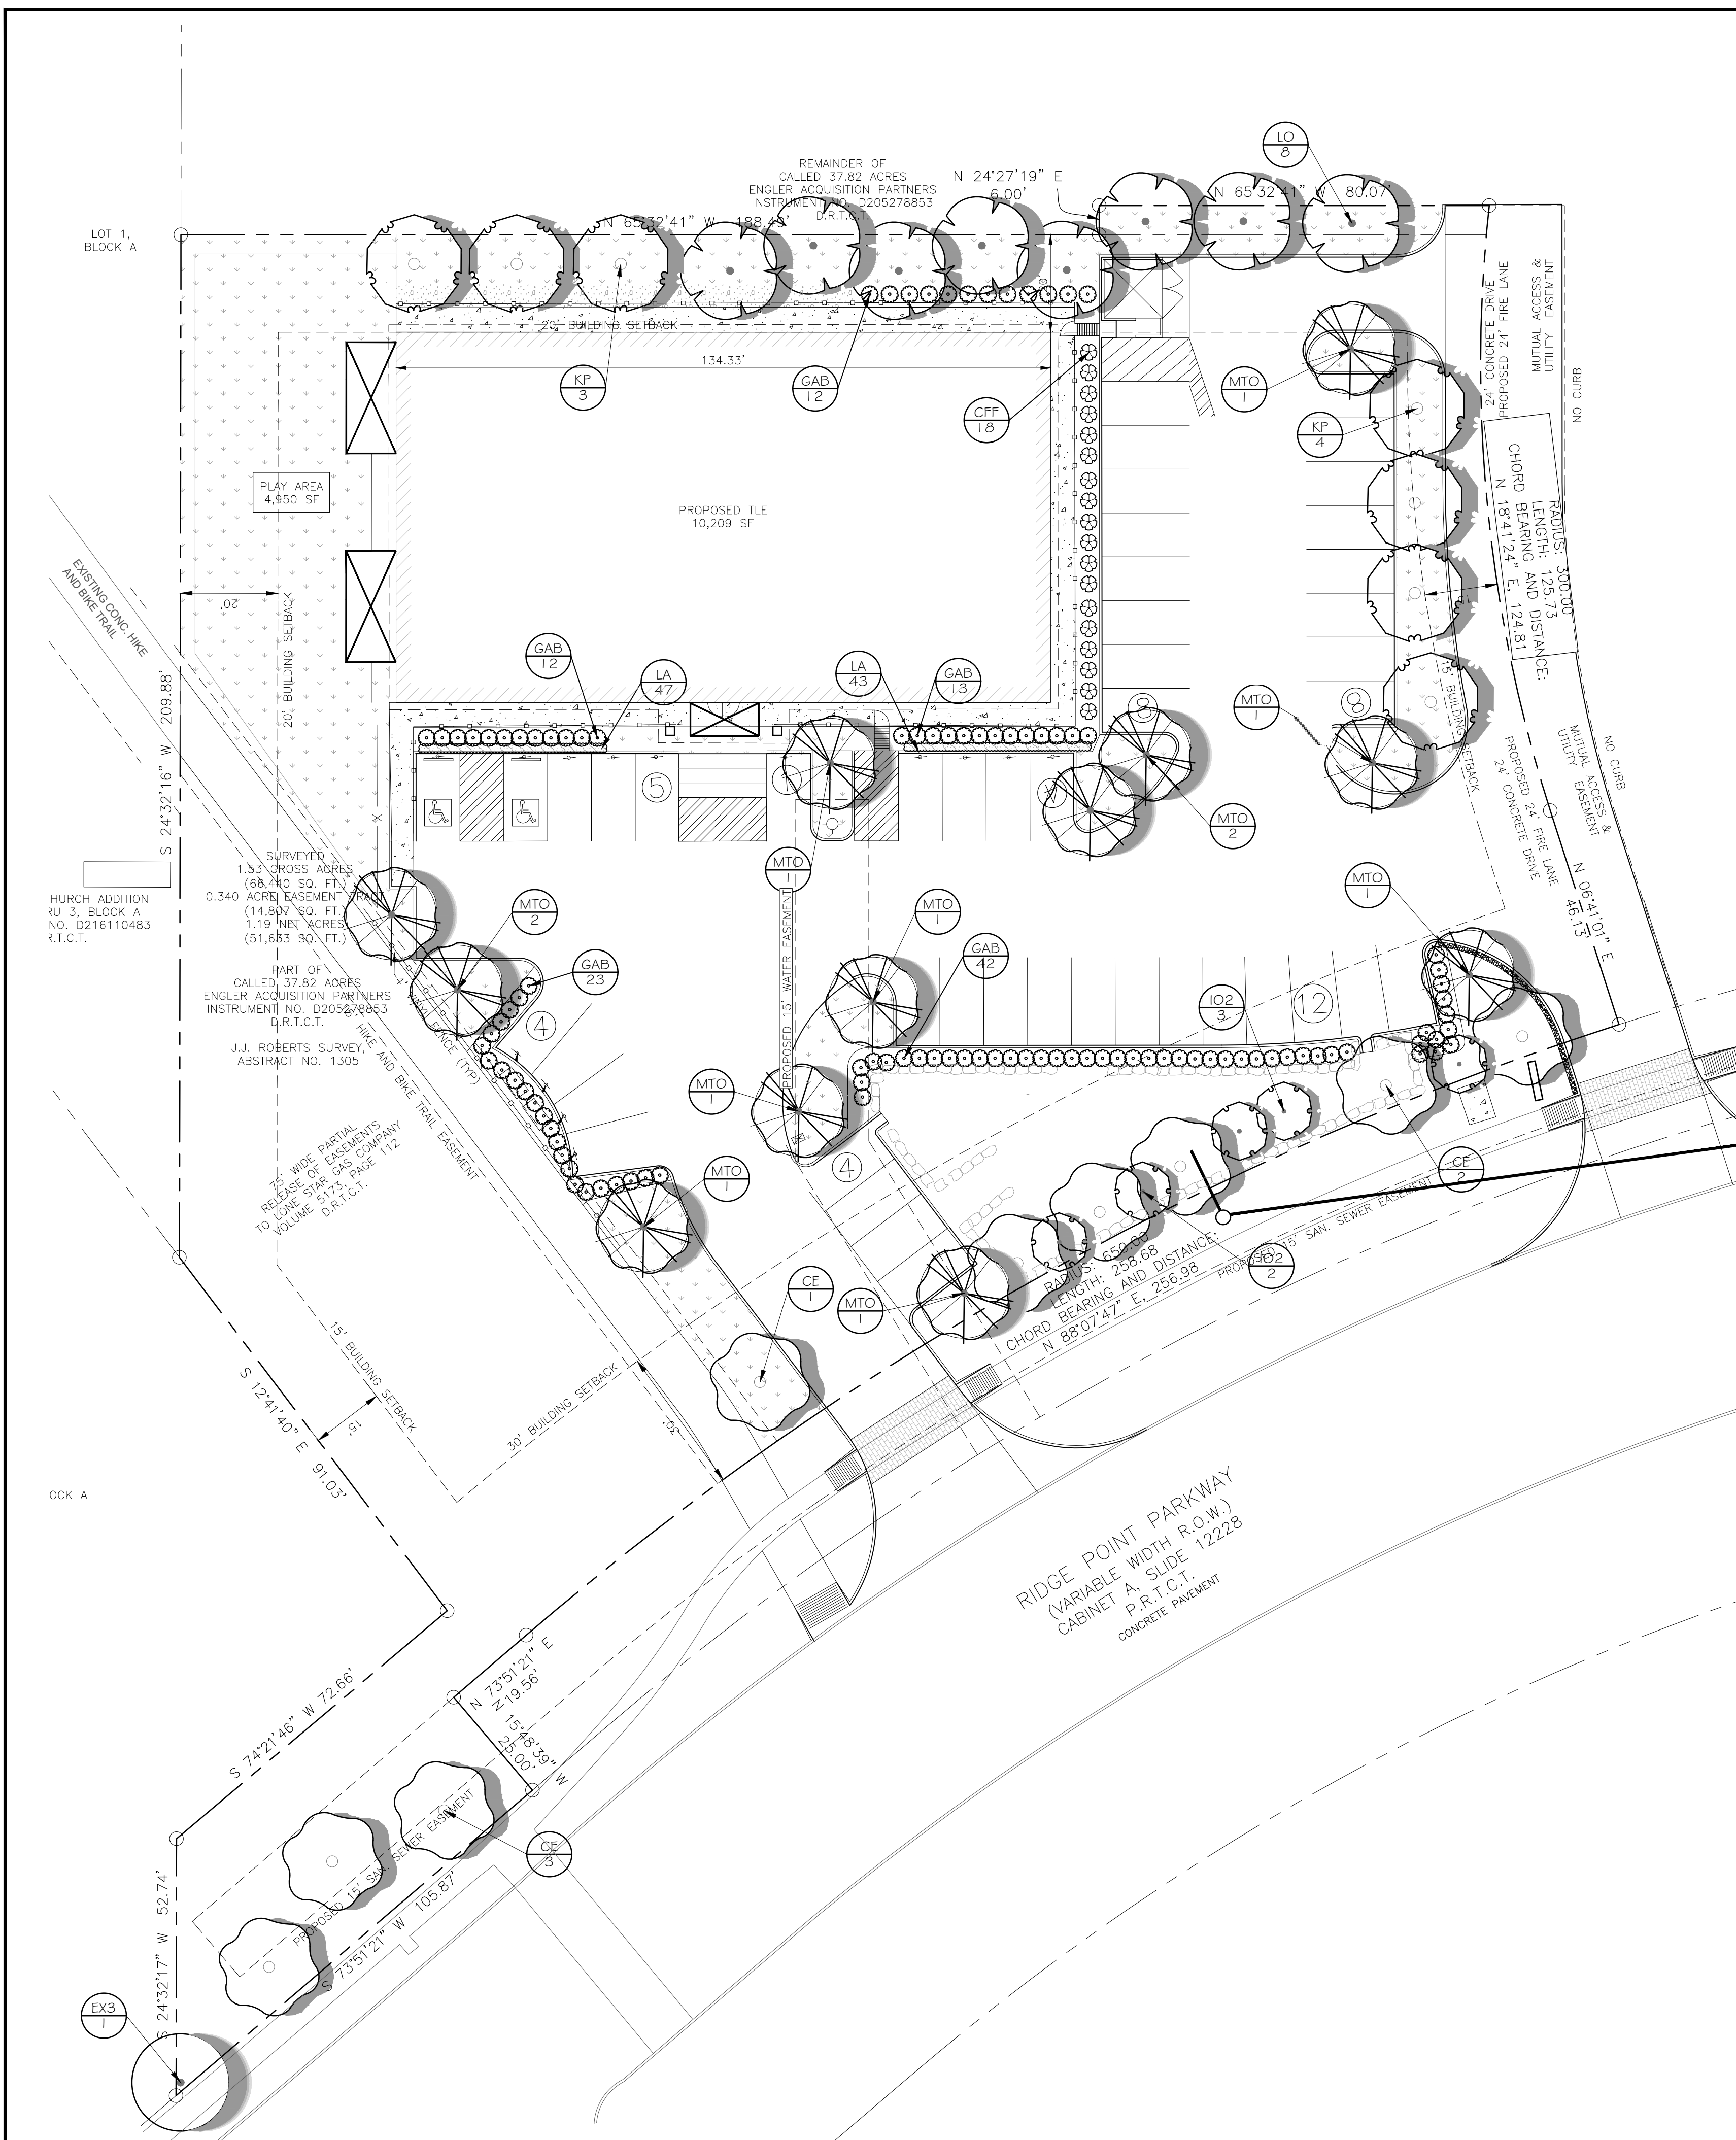 LO
8
REMAINDER OF
CALLED 37.82 ACRES
ENGLER ACQUISITION PARTNERS
INSTRUMENT NO. D205278853
D.R.T.C.T.
N 24°27'19" E
6.00'
N 65°32'41" W 80.07'
N 65°32'41" W 188.49'
LOT 1,
BLOCK A
20' BUILDING SETBACK
134.33'
KP
3
GAB
12
CFF
18
MTO
1
KP
4
24' CONCRETE DRIVE
PROPOSED 24' FIRE LANE
MUTUAL ACCESS &
UTILITY EASEMENT
NO CURB
RADIUS: 300.00
LENGTH: 125.73
CHORD BEARING AND DISTANCE:
N 18°41'24" E, 124.81
PLAY AREA
4,950 SF
PROPOSED TLE
10,209 SF
EXISTING CONC. HIKE
AND BIKE TRAIL
20'
20' BUILDING SETBACK
S 24°32'16" W 209.88'
GAB
12
LA
47
LA
43
GAB
13
MTO
1
8
8
15' BUILDING SETBACK
NO CURB
MUTUAL ACCESS &
UTILITY EASEMENT
PROPOSED 24' FIRE LANE
24' CONCRETE DRIVE
N 06°41'01" E
46.13'
5
MTO
2
MTO
1
X
SURVEYED
1.53 GROSS ACRES
(66,440 SQ. FT.)
0.340 ACRE EASEMENT TRACT
(14,807 SQ. FT.)
1.19 NET ACRES
(51,633 SQ. FT.)
HURCH ADDITION
RU 3, BLOCK A
NO. D216110483
R.T.C.T.
MTO
2
MTO
1
MTO
1
GAB
23
GAB
42
PROPOSED 15' WATER EASEMENT
PART OF
CALLED 37.82 ACRES
ENGLER ACQUISITION PARTNERS
INSTRUMENT NO. D205278853
D.R.T.C.T.
J.J. ROBERTS SURVEY,
ABSTRACT NO. 1305
4' VINYL FENCE (TYP)
HIKE AND BIKE TRAIL EASEMENT
4
IO2
3
12
MTO
1
75' WIDE PARTIAL
RELEASE OF EASEMENTS
TO LONE STAR GAS COMPANY
VOLUME 5173, PAGE 112
D.R.T.C.T.
4
MTO
1
CE
2
CE
1
MTO
1
IO2
2
RADIUS: 650.00
LENGTH: 258.68
CHORD BEARING AND DISTANCE:
N 88°07'47" E, 256.98
PROPOSED 15' SAN. SEWER EASEMENT
15' BUILDING SETBACK
15'
30' BUILDING SETBACK
30'
S 12°41'40" E 91.03'
OCK A
RIDGE POINT PARKWAY
(VARIABLE WIDTH R.O.W.)
CABINET A, SLIDE 12228
P.R.T.C.T.
CONCRETE PAVEMENT
N 73°51'21" E
19.56'
N 15°48'39" W
25.00'
S 74°21'46" W 72.66'
PROPOSED 15' SAN. SEWER EASEMENT
CE
3
S 73°51'21" W 105.87'
S 24°32'17" W 52.74'
EX3
1